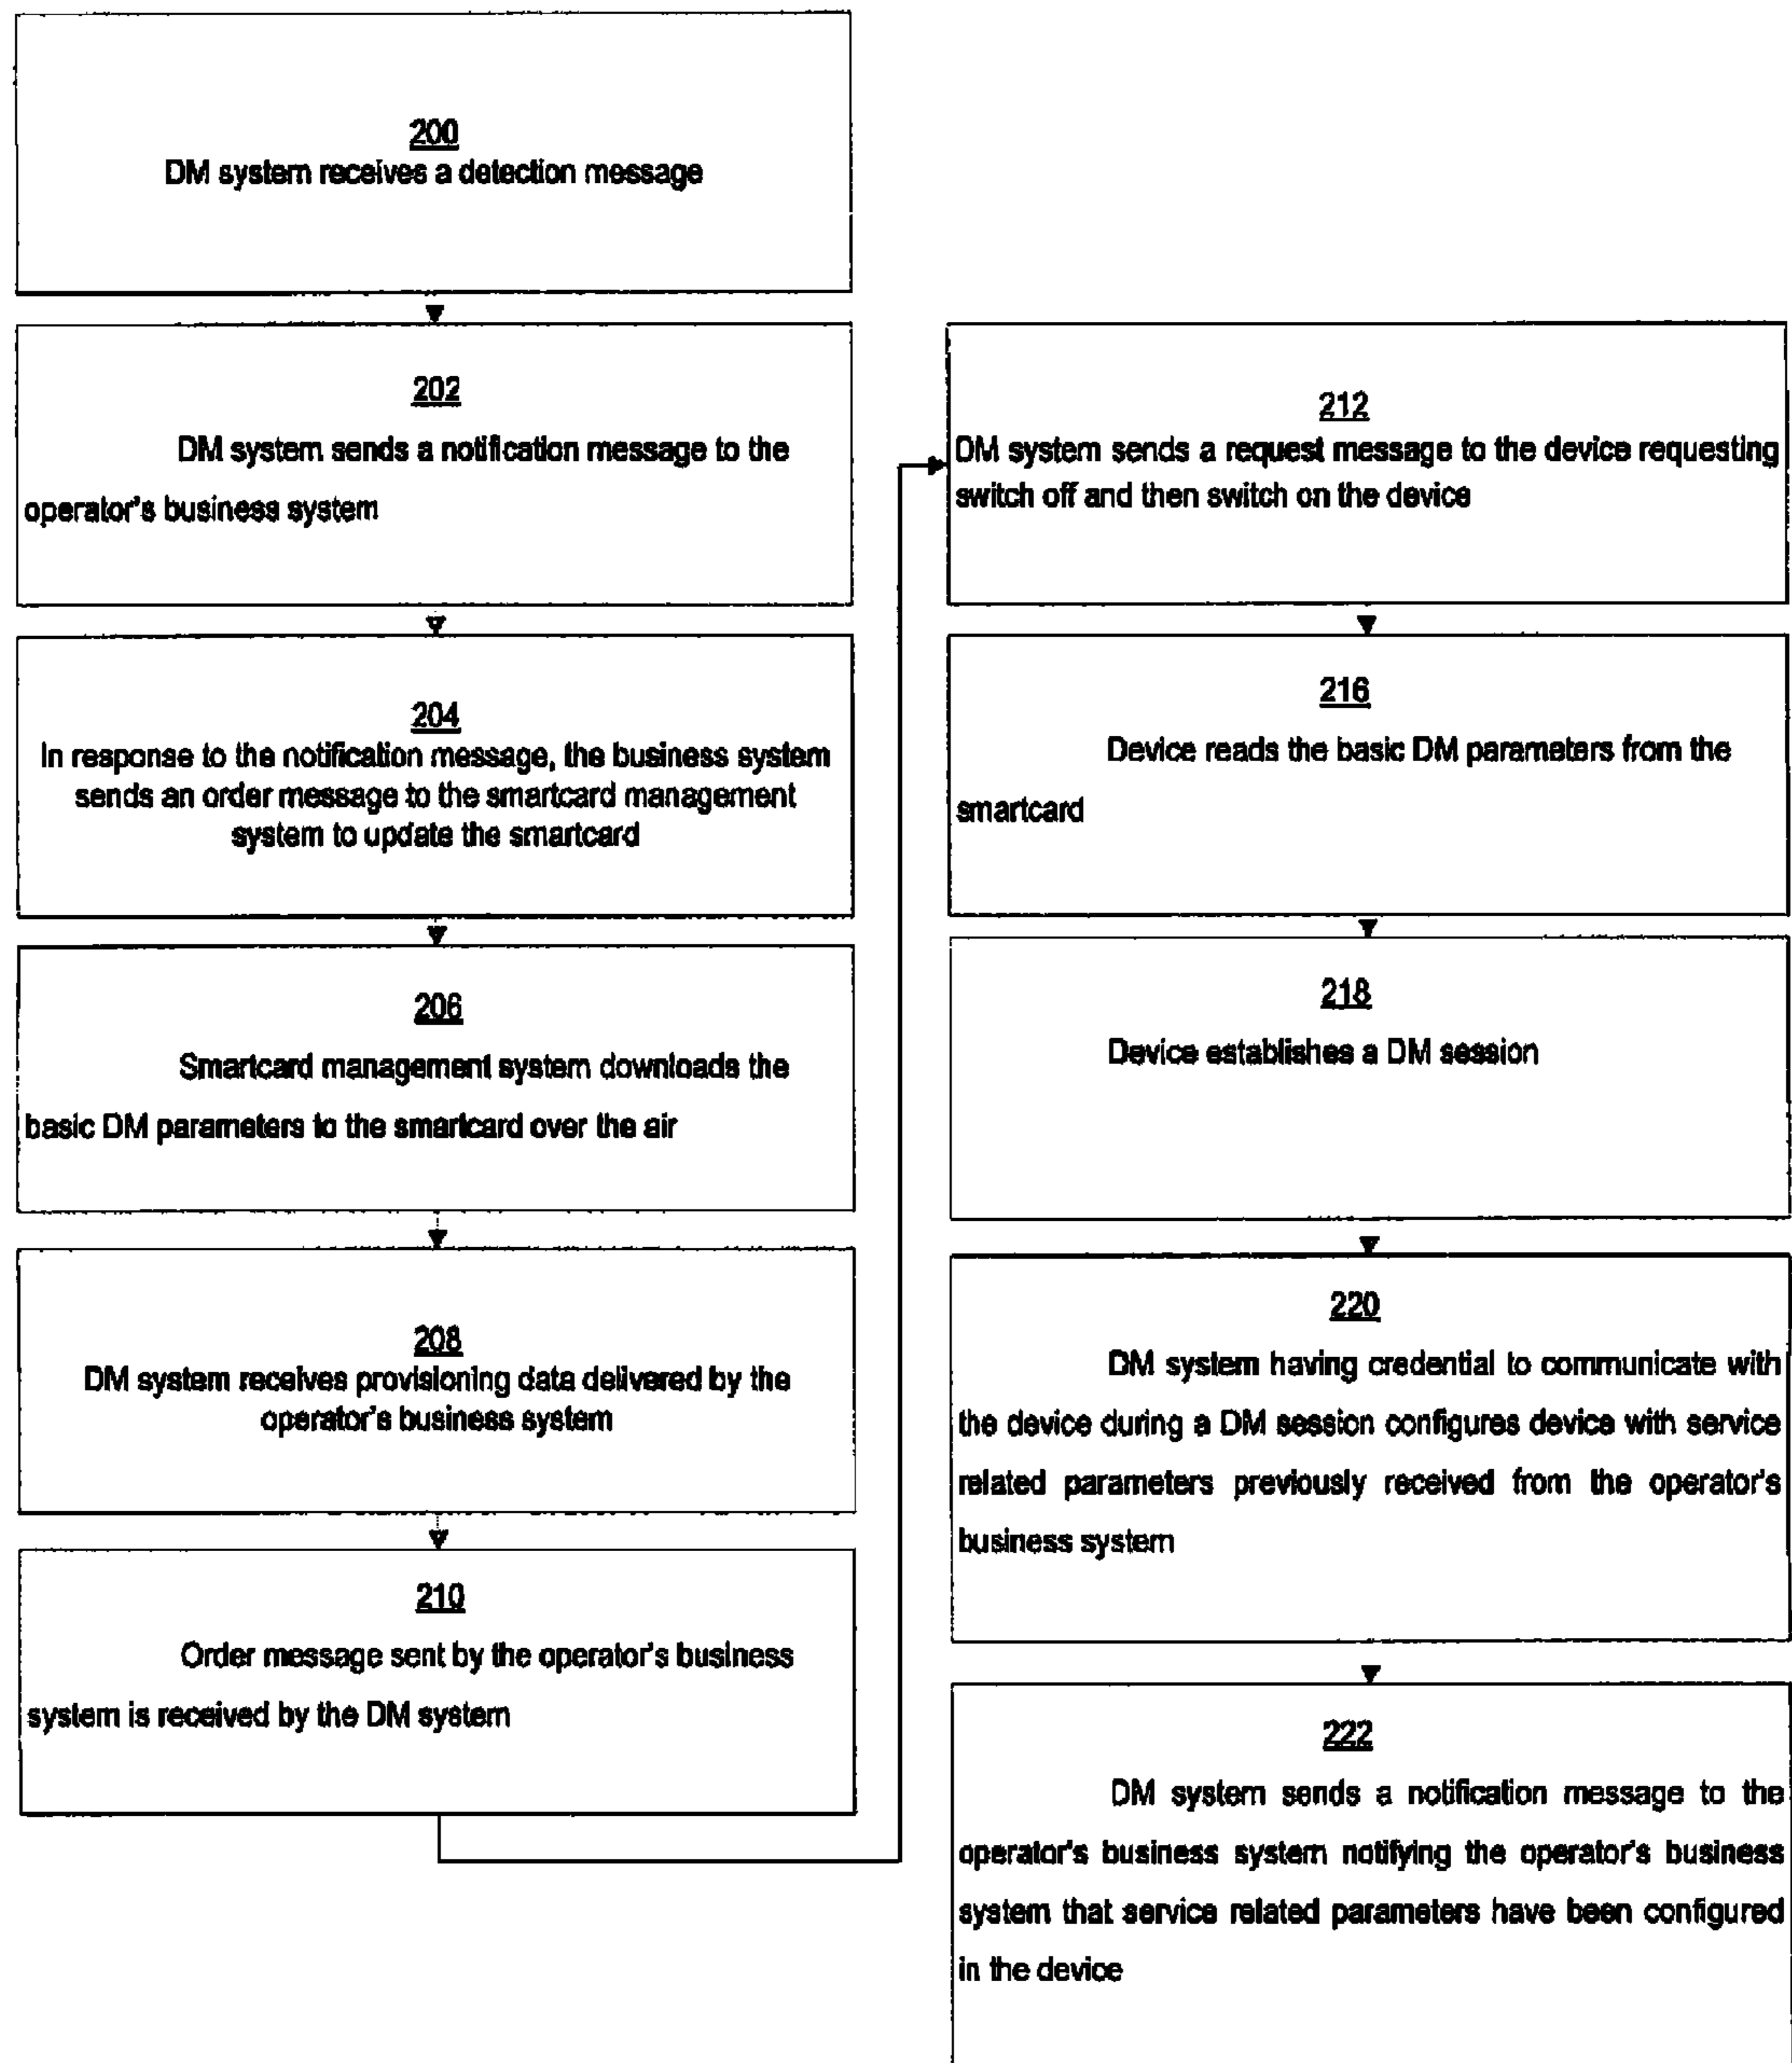 200
DM system receives a detection message
202
DM system sends a notification message to the
operator's business system
204
In response to the notification message, the business system
sends an order message to the smartcard management
system to update the smartcard
206
Smartcard management system downloads the
basic DM parameters to the smartcard over the air
208
DM system receives provisioning data delivered by the
operator's business system
210
Order message sent by the operator's business
system is received by the DM system
212
DM system sends a request message to the device requesting
switch off and then switch on the device
216
Device reads the basic DM parameters from the
smartcard
218
Device establishes a DM session
220
DM system having credential to communicate with
the device during a DM session configures device with service
related parameters previously received from the operator's
business system
222
DM system sends a notification message to the
operator's business system notifying the operator's business
system that service related parameters have been configured
in the device